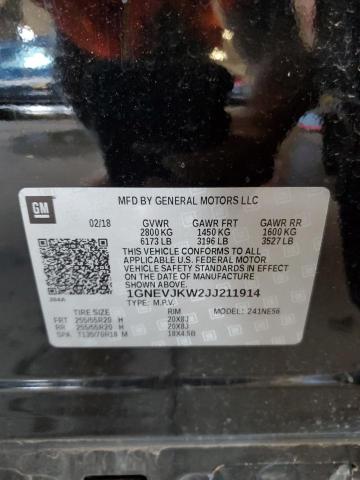 GM
MFD BY GENERAL MOTORS LLC
02/18 GVWR GAWR FRT GAWR RR
2800 KG 1450 KG 1600 KG
6173 LB 3196 LB 3527 LB
THIS VEHICLE CONFORMS TO ALL
APPLICABLE U.S. FEDERAL MOTOR
VEHICLE SAFETY AND THEFT
PREVENTION STANDARDS IN EFFECT
ON THE DATE OF MANUFACTURE
SHOWN ABOVE.
1GNEVJKW2JJ211914
TYPE: M.P.V. MODEL: 241NE56
TIRE SIZE RIM
FRT 255/55R20 H 20X8J
RR 255/55R20 H 20X8J
SPA T135/70R18 M 18X4.5B